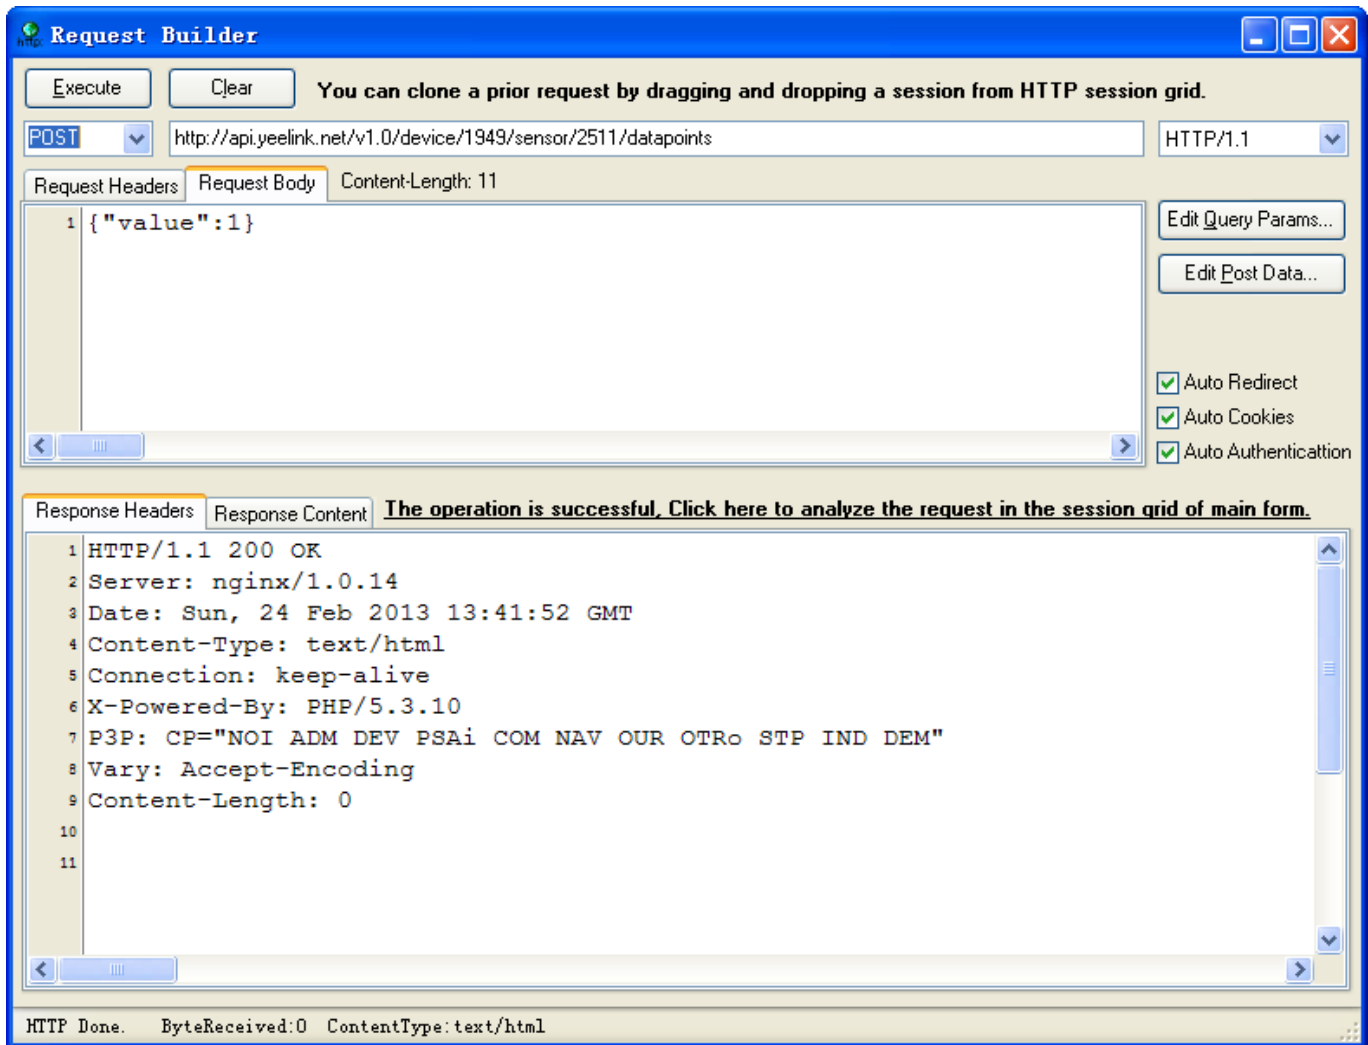 Request Builder
Execute Clear You can clone a prior request by dragging and dropping a session from HTTP session grid.
POST http://api.yeelink.net/v1.0/device/1949/sensor/2511/datapoints HTTP/1.1
Request Headers Request Body Content-Length: 11
1 {"value":1}
Edit Query Params...
Edit Post Data...
Auto Redirect
Auto Cookies
Auto Authenticattion
Response Headers Response Content The operation is successful, Click here to analyze the request in the session grid of main form.
1 HTTP/1.1 200 OK
2 Server: nginx/1.0.14
3 Date: Sun, 24 Feb 2013 13:41:52 GMT
4 Content-Type: text/html
5 Connection: keep-alive
6 X-Powered-By: PHP/5.3.10
7 P3P: CP="NOI ADM DEV PSAi COM NAV OUR OTRo STP IND DEM"
8 Vary: Accept-Encoding
9 Content-Length: 0
10
11
HTTP Done. ByteReceived:0 ContentType:text/html